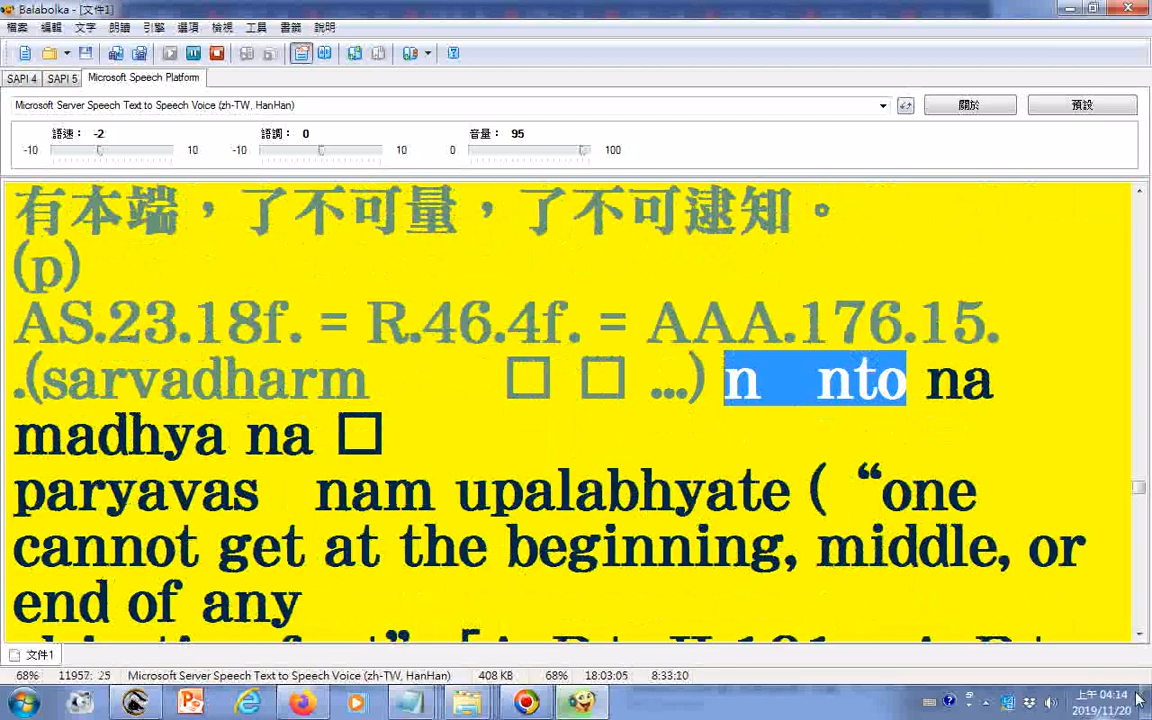 Balabolka - [文件1]
檔案 編輯 文字 朗讀 引擎 選項 檢視 工具 書籤 說明
SAPI 4 SAPI 5 Microsoft Speech Platform
Microsoft Server Speech Text to Speech Voice (zh-TW, HanHan) 關於 預設
語速： -2 語調： 0 音量： 95
-10 10 -10 10 0 100
有本端，了不可量，了不可逮知。
(p)
AS.23.18f. = R.46.4f. = AAA.176.15.
.(sarvadharm □ □ ...) n nto na
madhya na □
paryavas nam upalabhyate ( “one
cannot get at the beginning, middle, or
end of any
文件1
68% 11957: 25 Microsoft Server Speech Text to Speech Voice (zh-TW, HanHan) 408 KB 68% 18:03:05 8:33:10
上午 04:14
2019/11/20